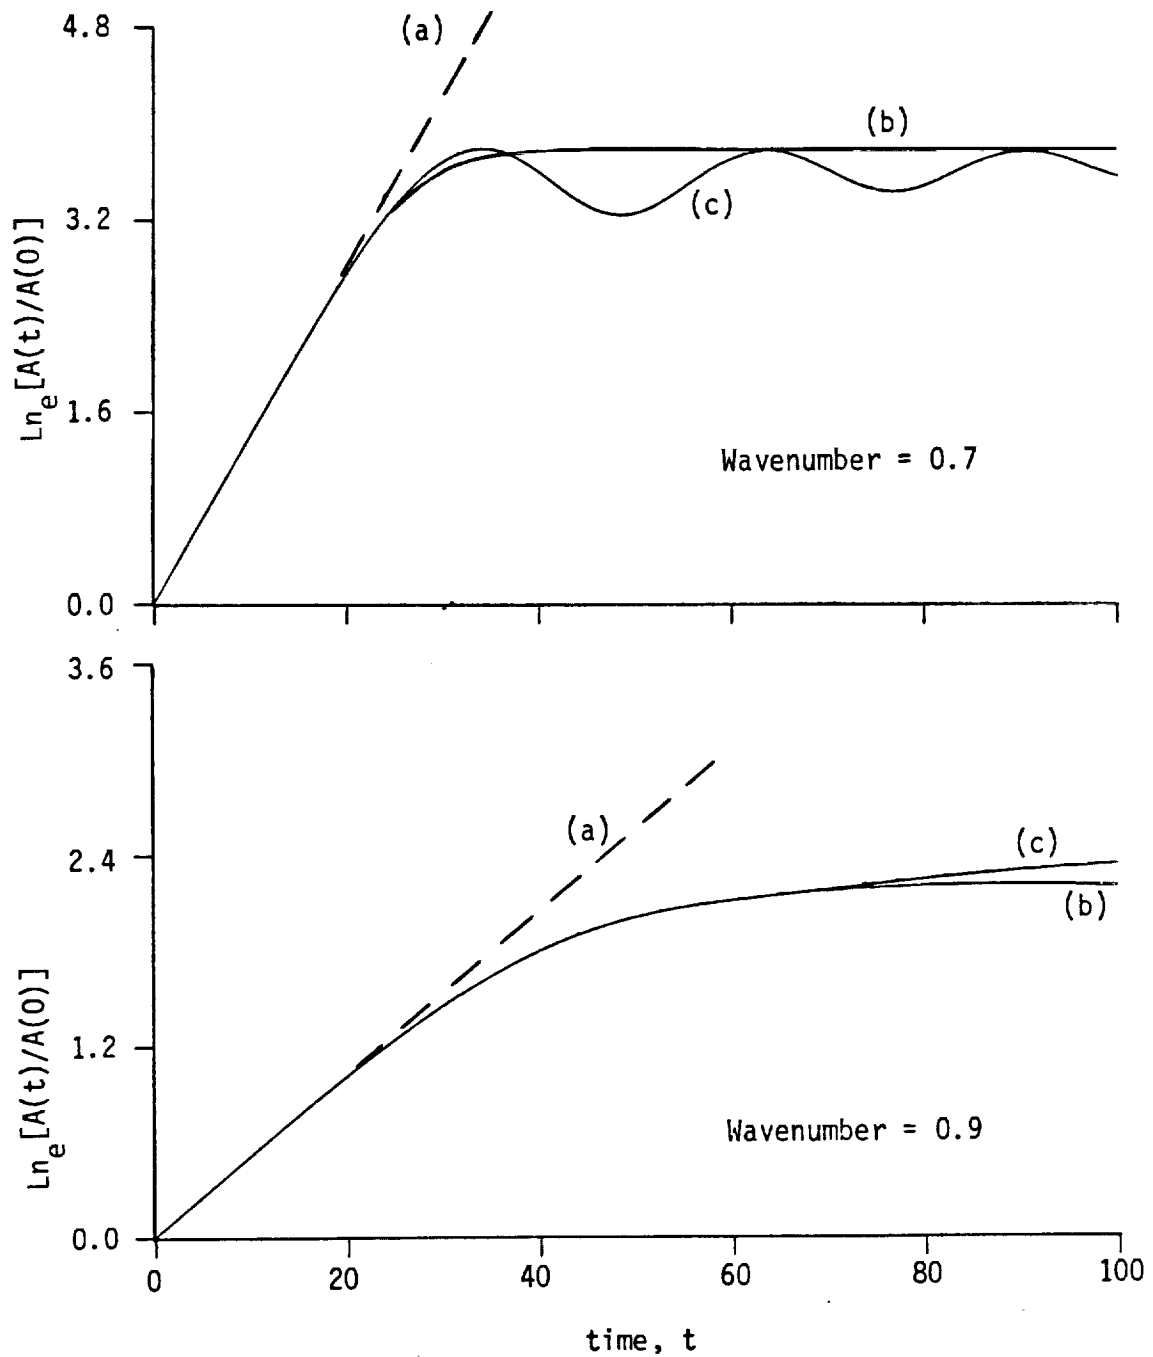 4.8
(a)
(b)
3.2
(c)
Ln_e[A(t)/A(0)]
1.6
Wavenumber = 0.7
0.0
3.6
(a)
2.4
(c)
(b)
Ln_e[A(t)/A(0)]
1.2
Wavenumber = 0.9
0.0
0 20 40 60 80 100
time, t